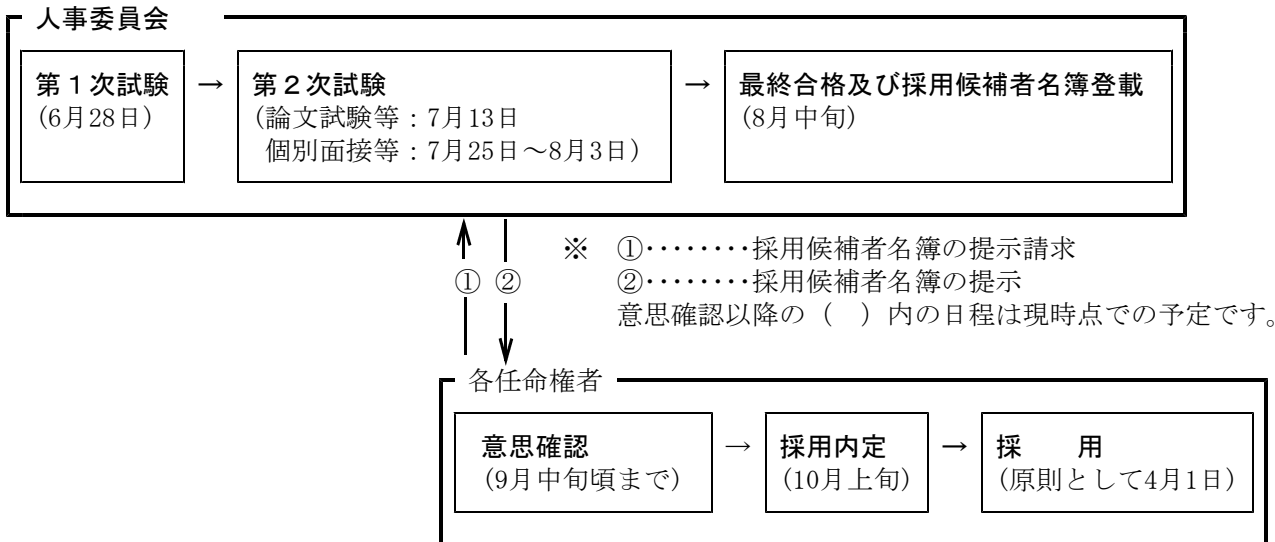 人事委員会
第１次試験 → 第２次試験 → 最終合格及び採用候補者名簿登載
(6月28日) (論文試験等：7月13日 (8月中旬)
個別面接等：7月25日～8月3日)
※ ①・・・・・・・・採用候補者名簿の提示請求
① ② ②・・・・・・・・採用候補者名簿の提示
意思確認以降の（ ）内の日程は現時点での予定です。
各任命権者
意思確認 → 採用内定 → 採 用
(9月中旬頃まで) (10月上旬) (原則として4月1日)